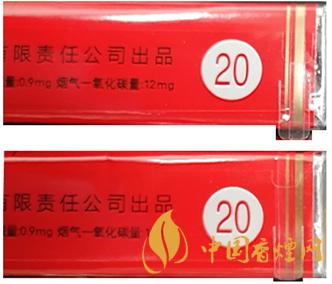 有限责任公司出品
量:0.9mg 烟气一氧化碳量:12mg
20
有限责任公司出品
量:0.9mg 烟气一氧化碳量:1
20
中国香烟网